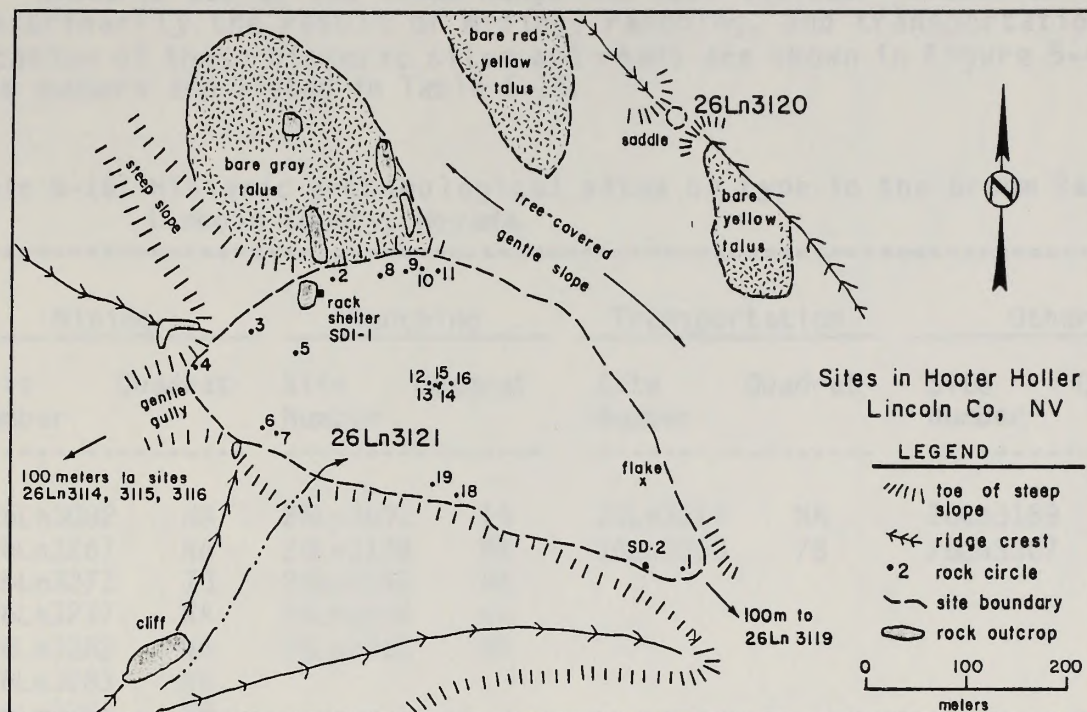 bare red
yellow
talus
26Ln3120
saddle
steep slope
bare gray
talus
tree-covered
gentle slope
bare
yellow
talus
2
8
9
10
11
rock
shelter
SDI-1
3
5
4
gentle
gully
12 15 16
13 14
6
7
26Ln3121
100 meters to sites
26Ln3114, 3115, 3116
19
18
flake
x
SD-2
1
100m to
26Ln 3119
cliff
Sites in Hooter Holler
Lincoln Co., NV
LEGEND
toe of steep
slope
ridge crest
2 rock circle
site boundary
rock outcrop
0 100 200
meters